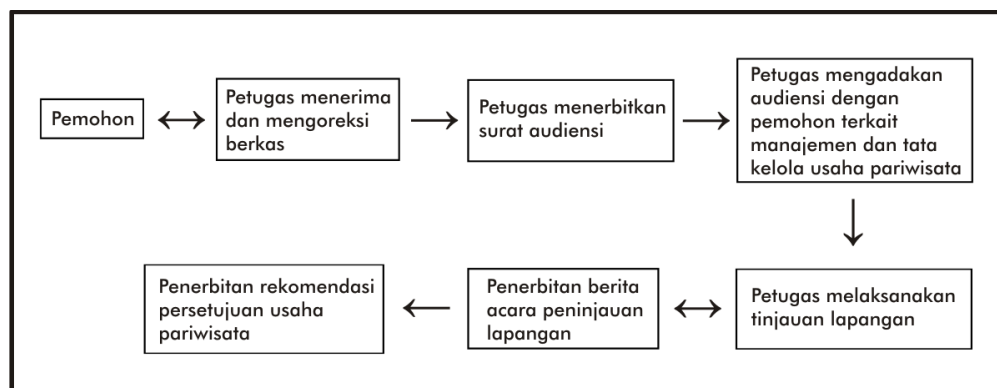 Pemohon
Petugas menerima
dan mengoreksi
berkas
Petugas menerbitkan
surat audiensi
Petugas mengadakan
audiensi dengan
pemohon terkait
manajemen dan tata
kelola usaha pariwisata
Petugas melaksanakan
tinjauan lapangan
Penerbitan berita
acara peninjauan
lapangan
Penerbitan rekomendasi
persetujuan usaha
pariwisata